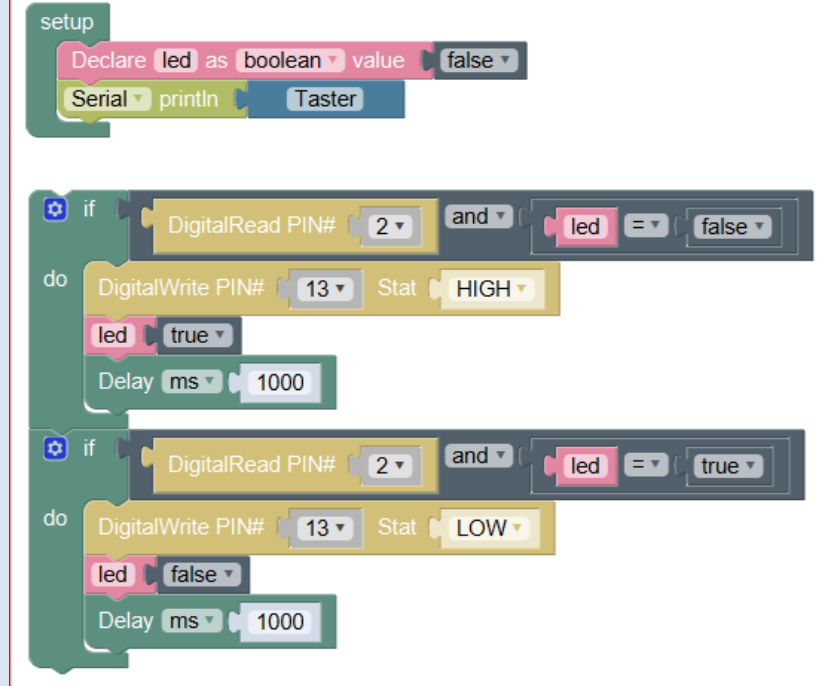 setup
Declare led as boolean value false
Serial println Taster
if DigitalRead PIN# 2 and led = false
do DigitalWrite PIN# 13 Stat HIGH
led true
Delay ms 1000
if DigitalRead PIN# 2 and led = true
do DigitalWrite PIN# 13 Stat LOW
led false
Delay ms 1000